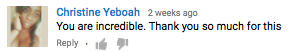 Christine Yeboah 2 weeks ago
You are incredible. Thank you so much for this
Reply •